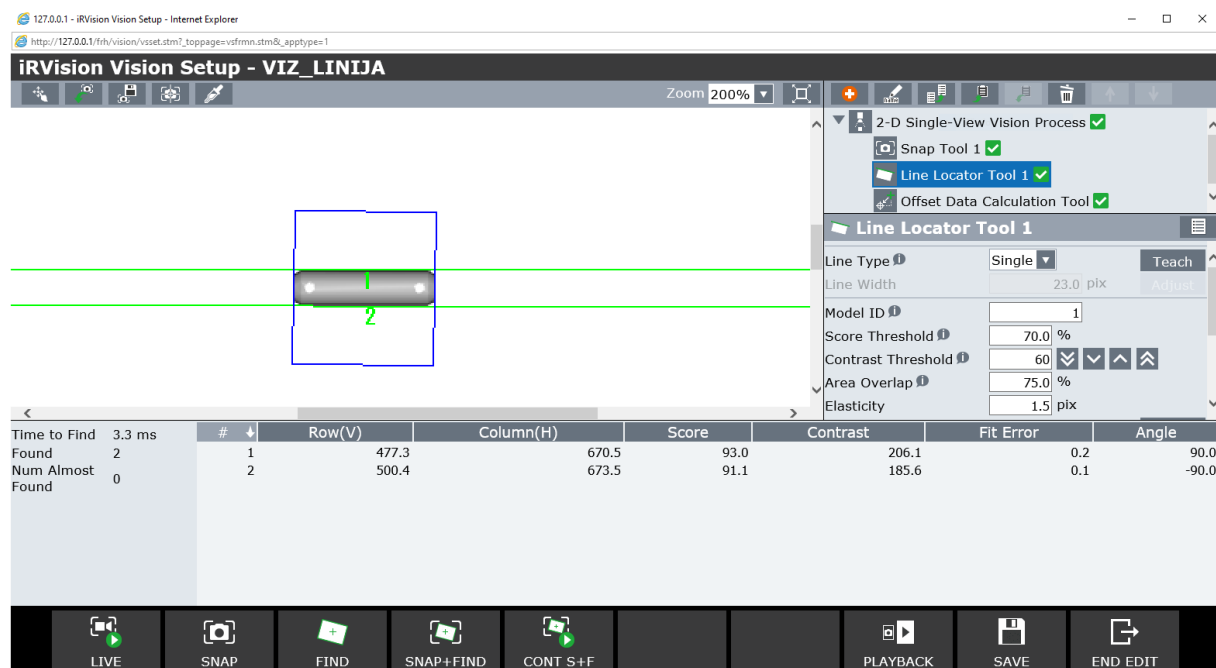 127.0.0.1 - iRVision Vision Setup - Internet Explorer
http://127.0.0.1/frh/vision/vsset.stm?_toppage=vsfrmn.stm&_apptype=1
iRVision Vision Setup - VIZ_LINIJA
Zoom 200%
2-D Single-View Vision Process
Snap Tool 1
Line Locator Tool 1
Offset Data Calculation Tool
Line Locator Tool 1
Line Type Single Teach
Line Width 23.0 pix Adjust
Model ID 1
Score Threshold 70.0 %
Contrast Threshold 60
Area Overlap 75.0 %
Elasticity 1.5 pix
1
2
Time to Find 3.3 ms
Found 2
Num Almost Found 0
# Row(V) Column(H) Score Contrast Fit Error Angle
1 477.3 670.5 93.0 206.1 0.2 90.0
2 500.4 673.5 91.1 185.6 0.1 -90.0
LIVE SNAP FIND SNAP+FIND CONT S+F PLAYBACK SAVE END EDIT